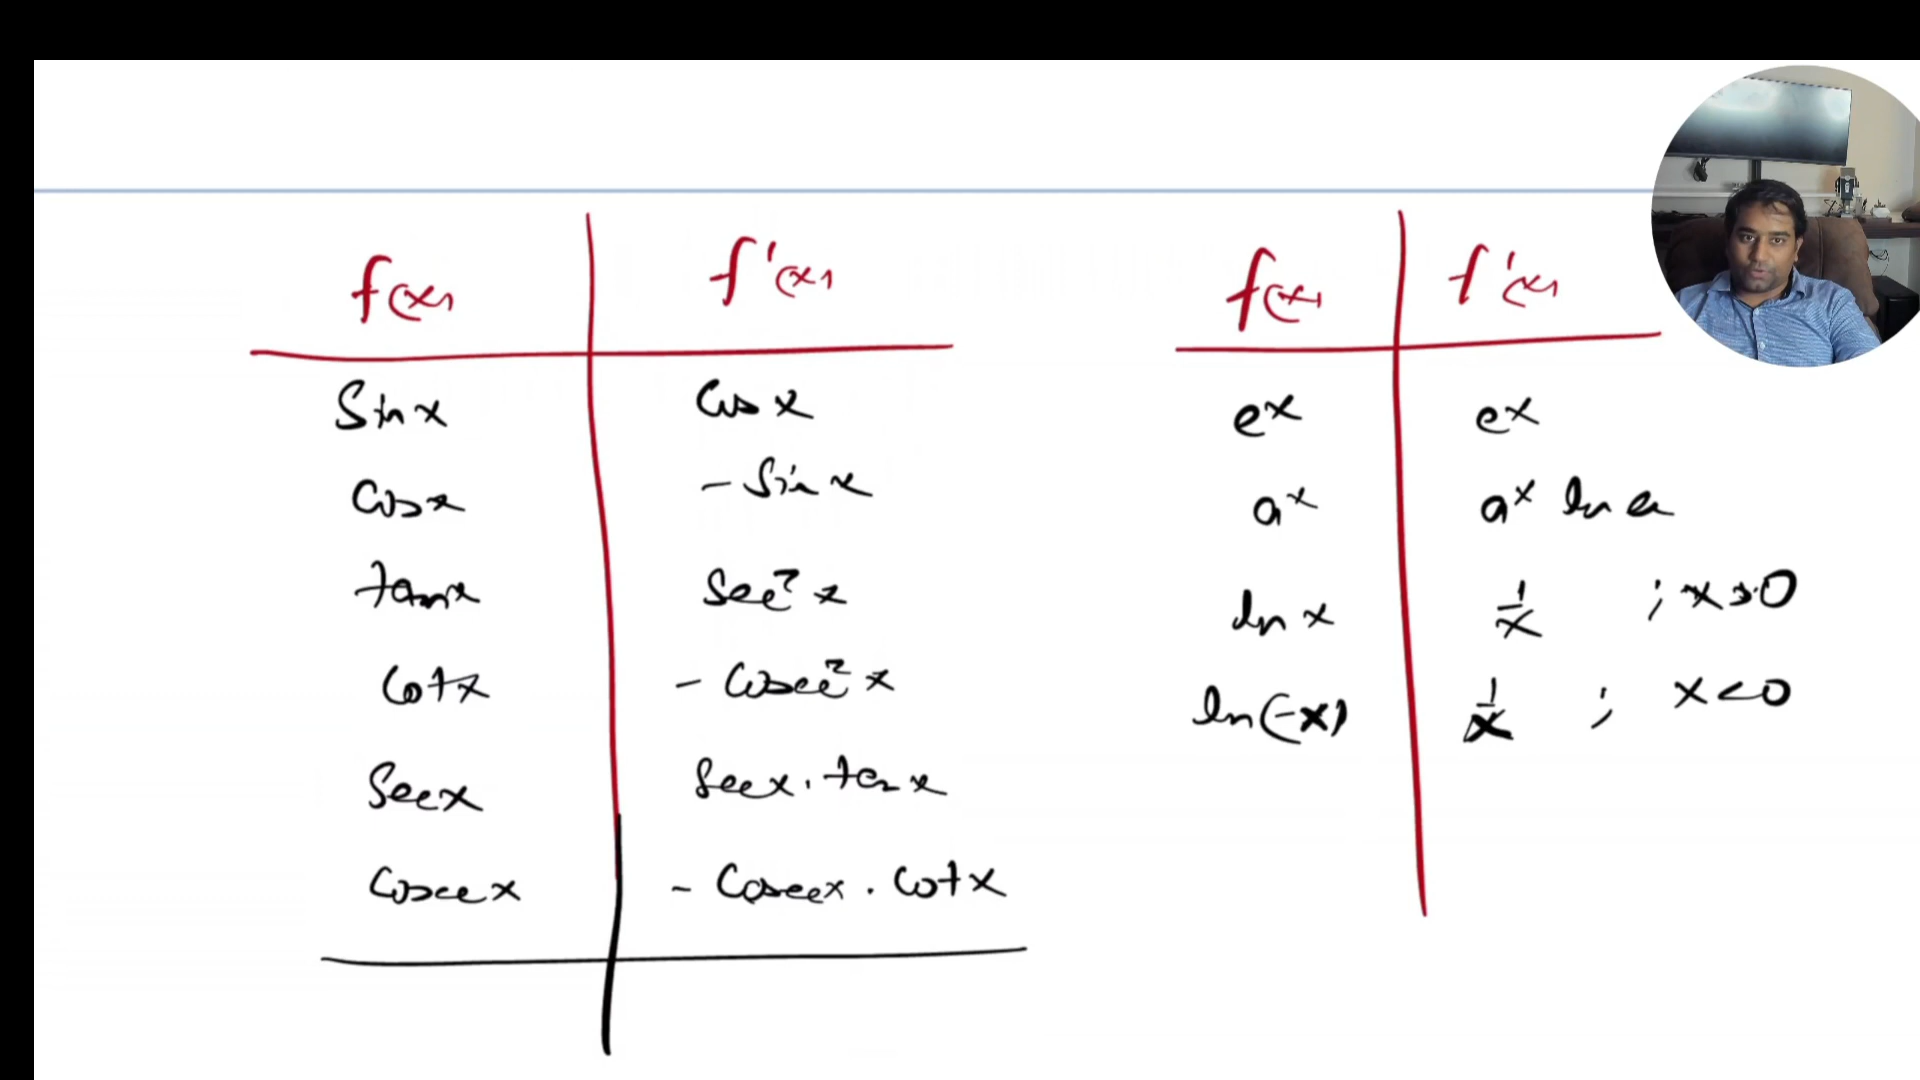 f(x) f'(x)
Sin x Cos x
Cos x - Sin x
tan x Sec² x
Cot x - Cosec² x
Sec x Sec x . tan x
Cosec x - Cosec x . Cot x
f(x) f'(x)
e^x e^x
a^x a^x ln a
ln x 1/x ; x>0
ln(-x) 1/x ; x<0